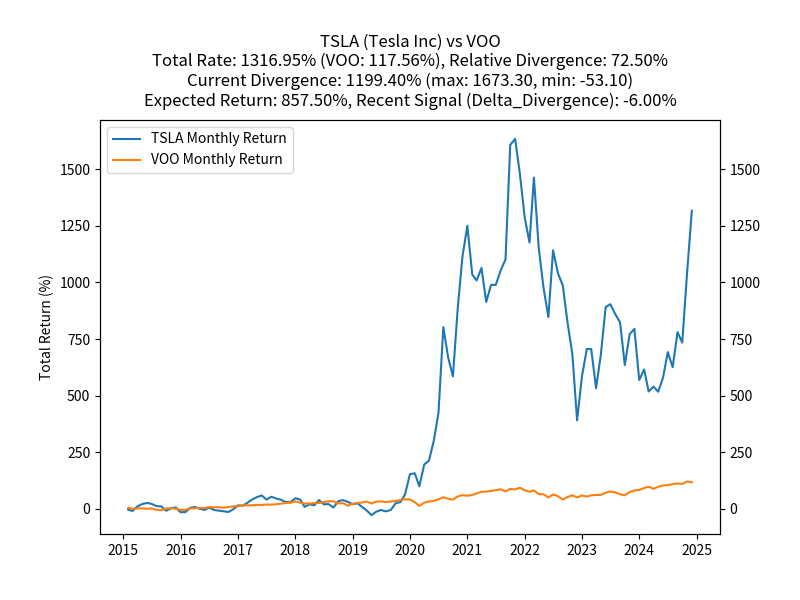 TSLA (Tesla Inc) vs VOO
Total Rate: 1316.95% (VOO: 117.56%), Relative Divergence: 72.50%
Current Divergence: 1199.40% (max: 1673.30, min: -53.10)
Expected Return: 857.50%, Recent Signal (Delta_Divergence): -6.00%
TSLA Monthly Return
VOO Monthly Return
Total Return (%)
1500 1500
1250 1250
1000 1000
750 750
500 500
250 250
0 0
2015 2016 2017 2018 2019 2020 2021 2022 2023 2024 2025